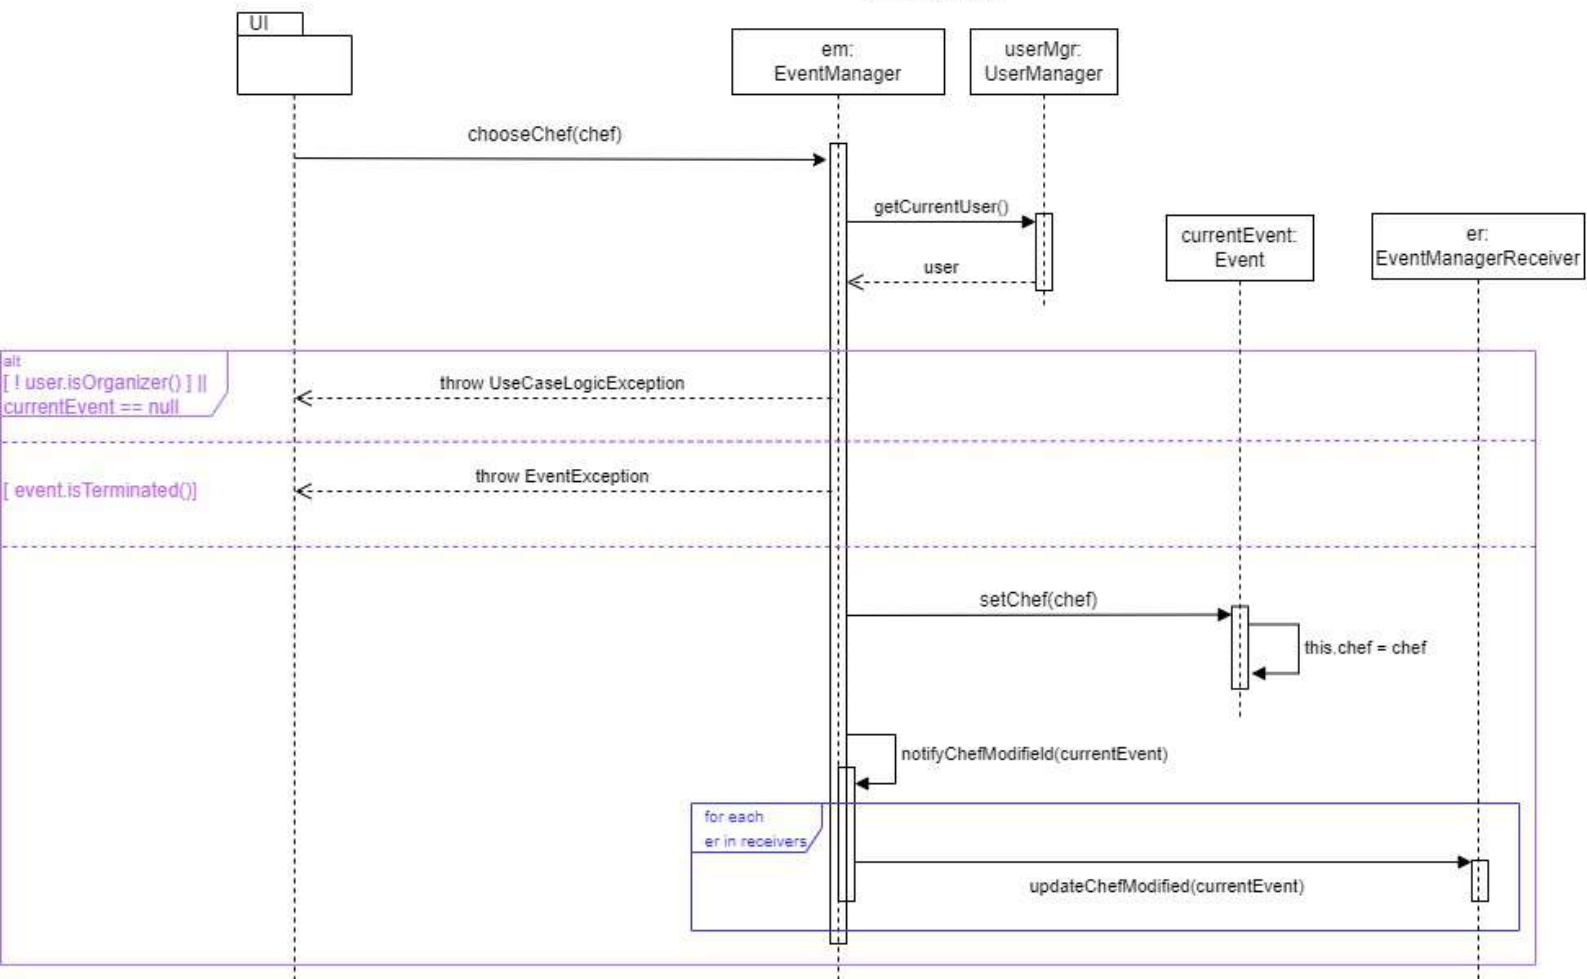 UI
em:
EventManager
userMgr:
UserManager
chooseChef(chef)
getCurrentUser()
user
currentEvent:
Event
er:
EventManagerReceiver
alt
[ ! user.isOrganizer() ] ||
currentEvent == null
throw UseCaseLogicException
throw EventException
[ event.isTerminated()]
setChef(chef)
this.chef = chef
notifyChefModifield(currentEvent)
for each
er in receivers
updateChefModified(currentEvent)